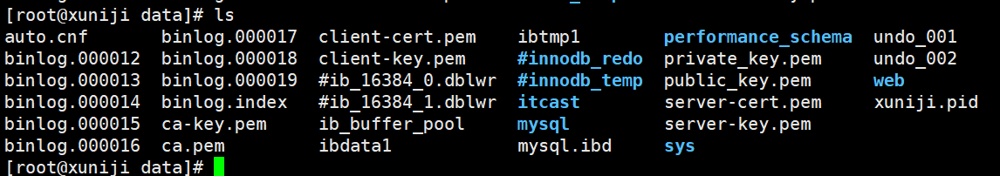 [root@xuniji data]# ls
auto.cnf binlog.000017 client-cert.pem ibtmp1 performance_schema undo_001
binlog.000012 binlog.000018 client-key.pem #innodb_redo private_key.pem undo_002
binlog.000013 binlog.000019 #ib_16384_0.dblwr #innodb_temp public_key.pem web
binlog.000014 binlog.index #ib_16384_1.dblwr itcast server-cert.pem xuniji.pid
binlog.000015 ca-key.pem ib_buffer_pool mysql server-key.pem
binlog.000016 ca.pem ibdata1 mysql.ibd sys
[root@xuniji data]#